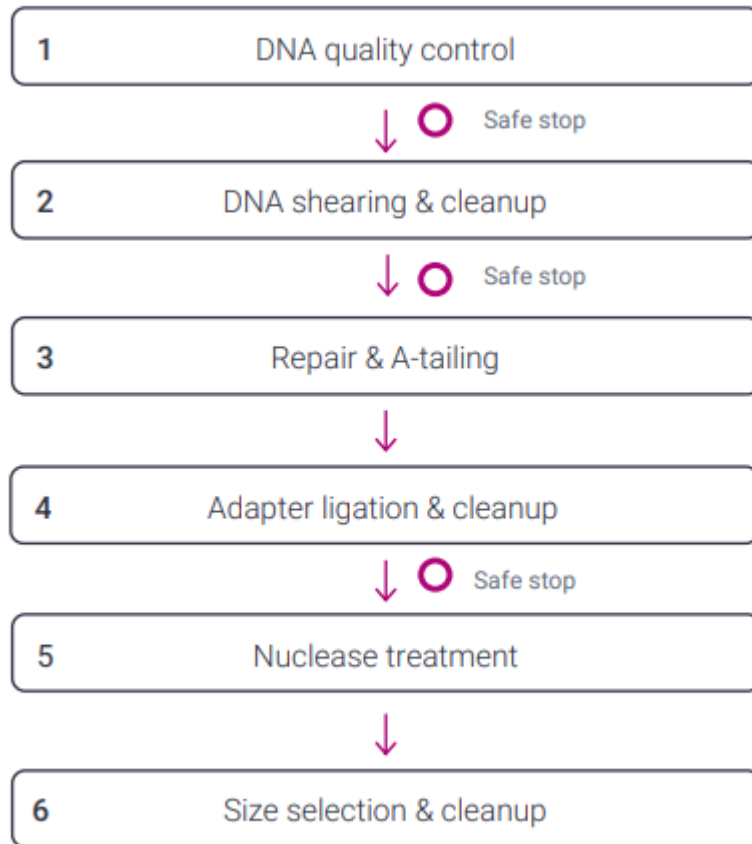 1 DNA quality control
Safe stop
2 DNA shearing & cleanup
Safe stop
3 Repair & A-tailing
4 Adapter ligation & cleanup
Safe stop
5 Nuclease treatment
6 Size selection & cleanup